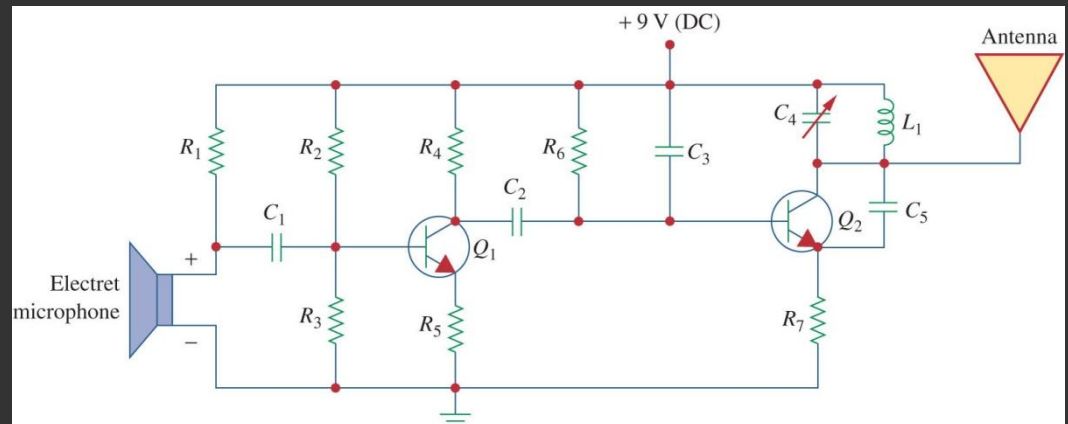 + 9 V (DC)
Antenna
C4
L1
R1
R2
R4
R6
C3
C2
C1
Q1
Q2
C5
+
Electret
microphone
−
R3
R5
R7